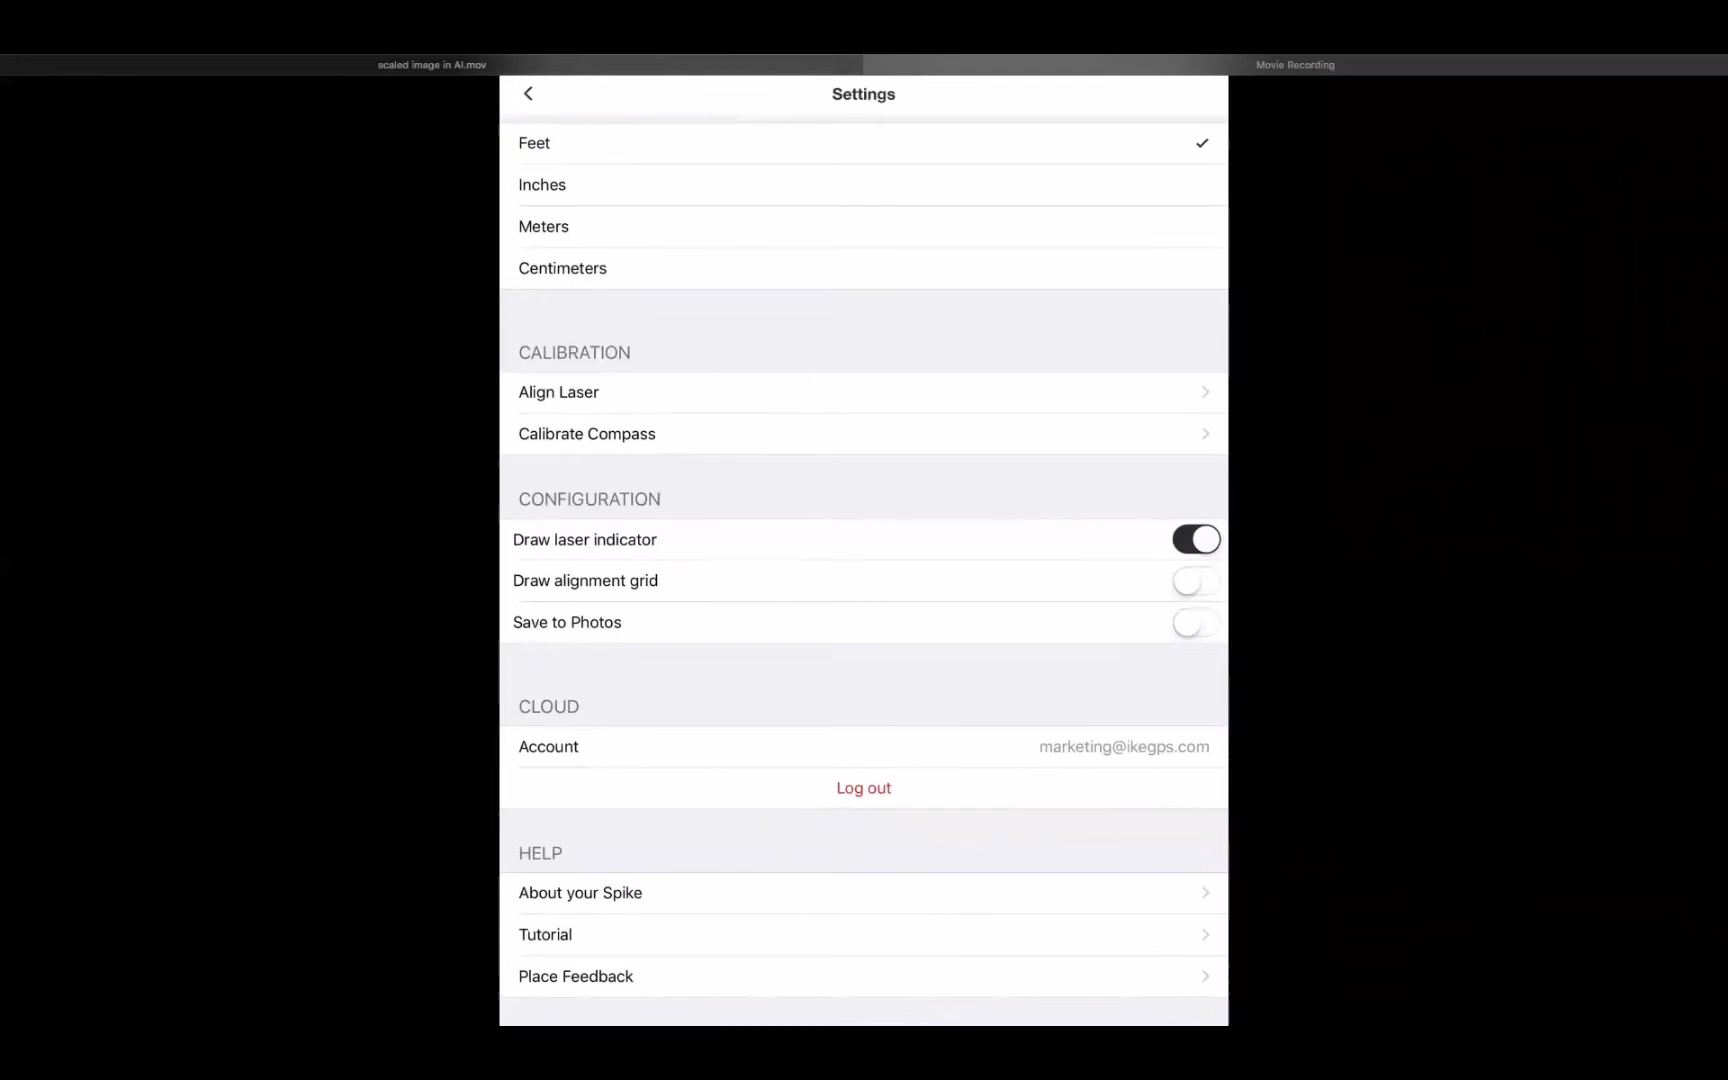 scaled image in AI.mov
Movie Recording
Settings
Feet
Inches
Meters
Centimeters
CALIBRATION
Align Laser
Calibrate Compass
CONFIGURATION
Draw laser indicator
Draw alignment grid
Save to Photos
CLOUD
Account
marketing@ikegps.com
Log out
HELP
About your Spike
Tutorial
Place Feedback